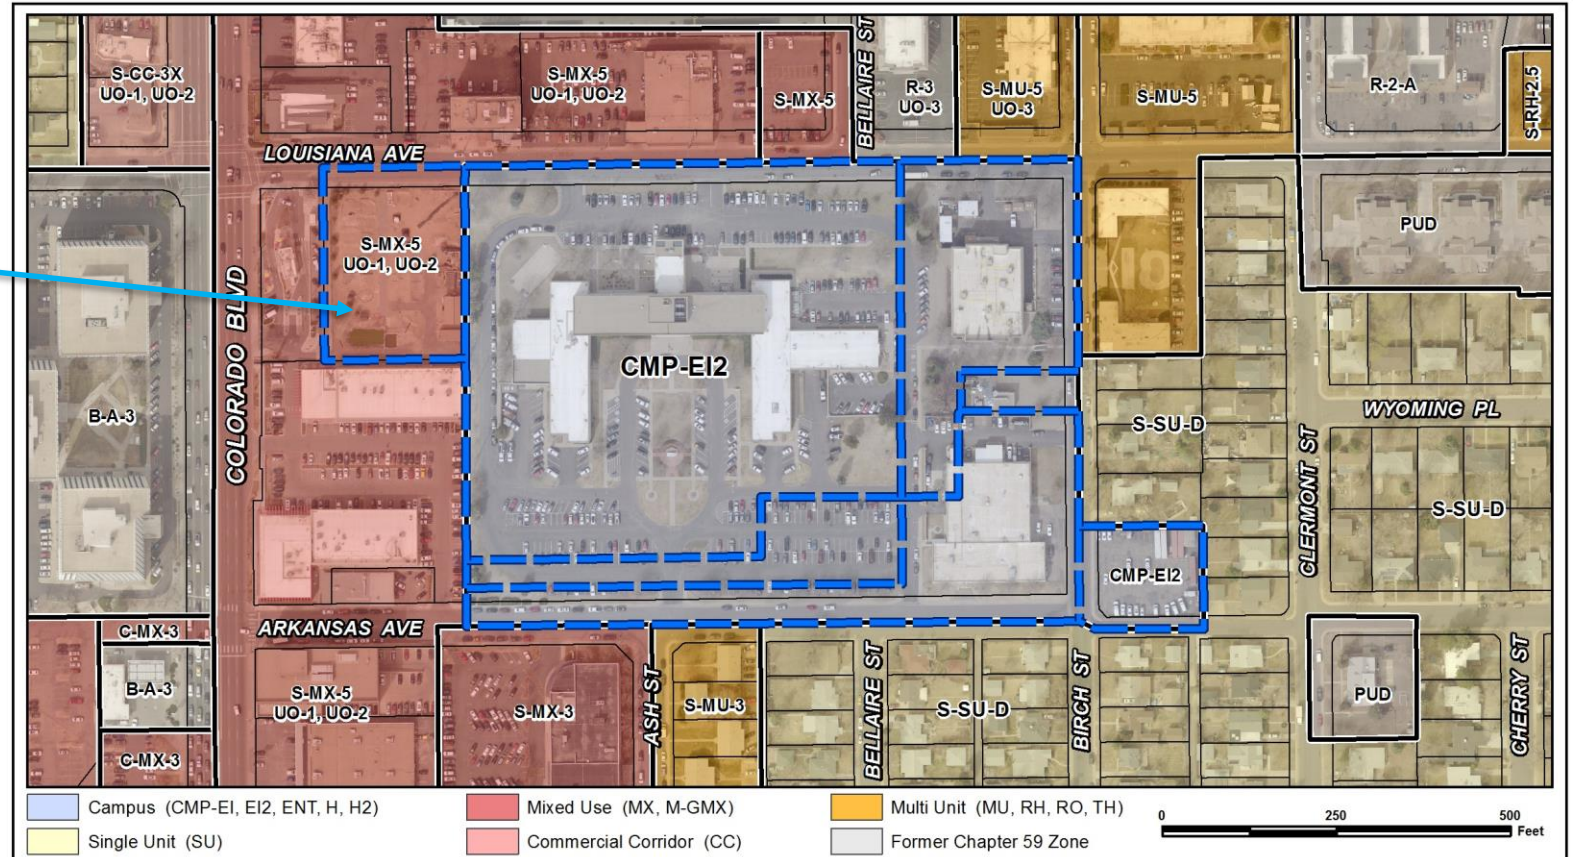 S-CC-3X
UO-1, UO-2
S-MX-5
UO-1, UO-2
S-MX-5
BELLAIRE ST
R-3
UO-3
S-MU-5
UO-3
S-MU-5
R-2-A
S-RH-2.5
LOUISIANA AVE
S-MX-5
UO-1, UO-2
PUD
COLORADO BLVD
CMP-EI2
B-A-3
WYOMING PL
S-SU-D
CLERMONT ST
S-SU-D
CMP-EI2
ARKANSAS AVE
C-MX-3
B-A-3
S-MX-5
UO-1, UO-2
S-MX-3
ASH ST
S-MU-3
BELLAIRE ST
S-SU-D
BIRCH ST
PUD
CHERRY ST
C-MX-3
Campus (CMP-EI, EI2, ENT, H, H2)
Mixed Use (MX, M-GMX)
Multi Unit (MU, RH, RO, TH)
0 250 500
Feet
Single Unit (SU)
Commercial Corridor (CC)
Former Chapter 59 Zone